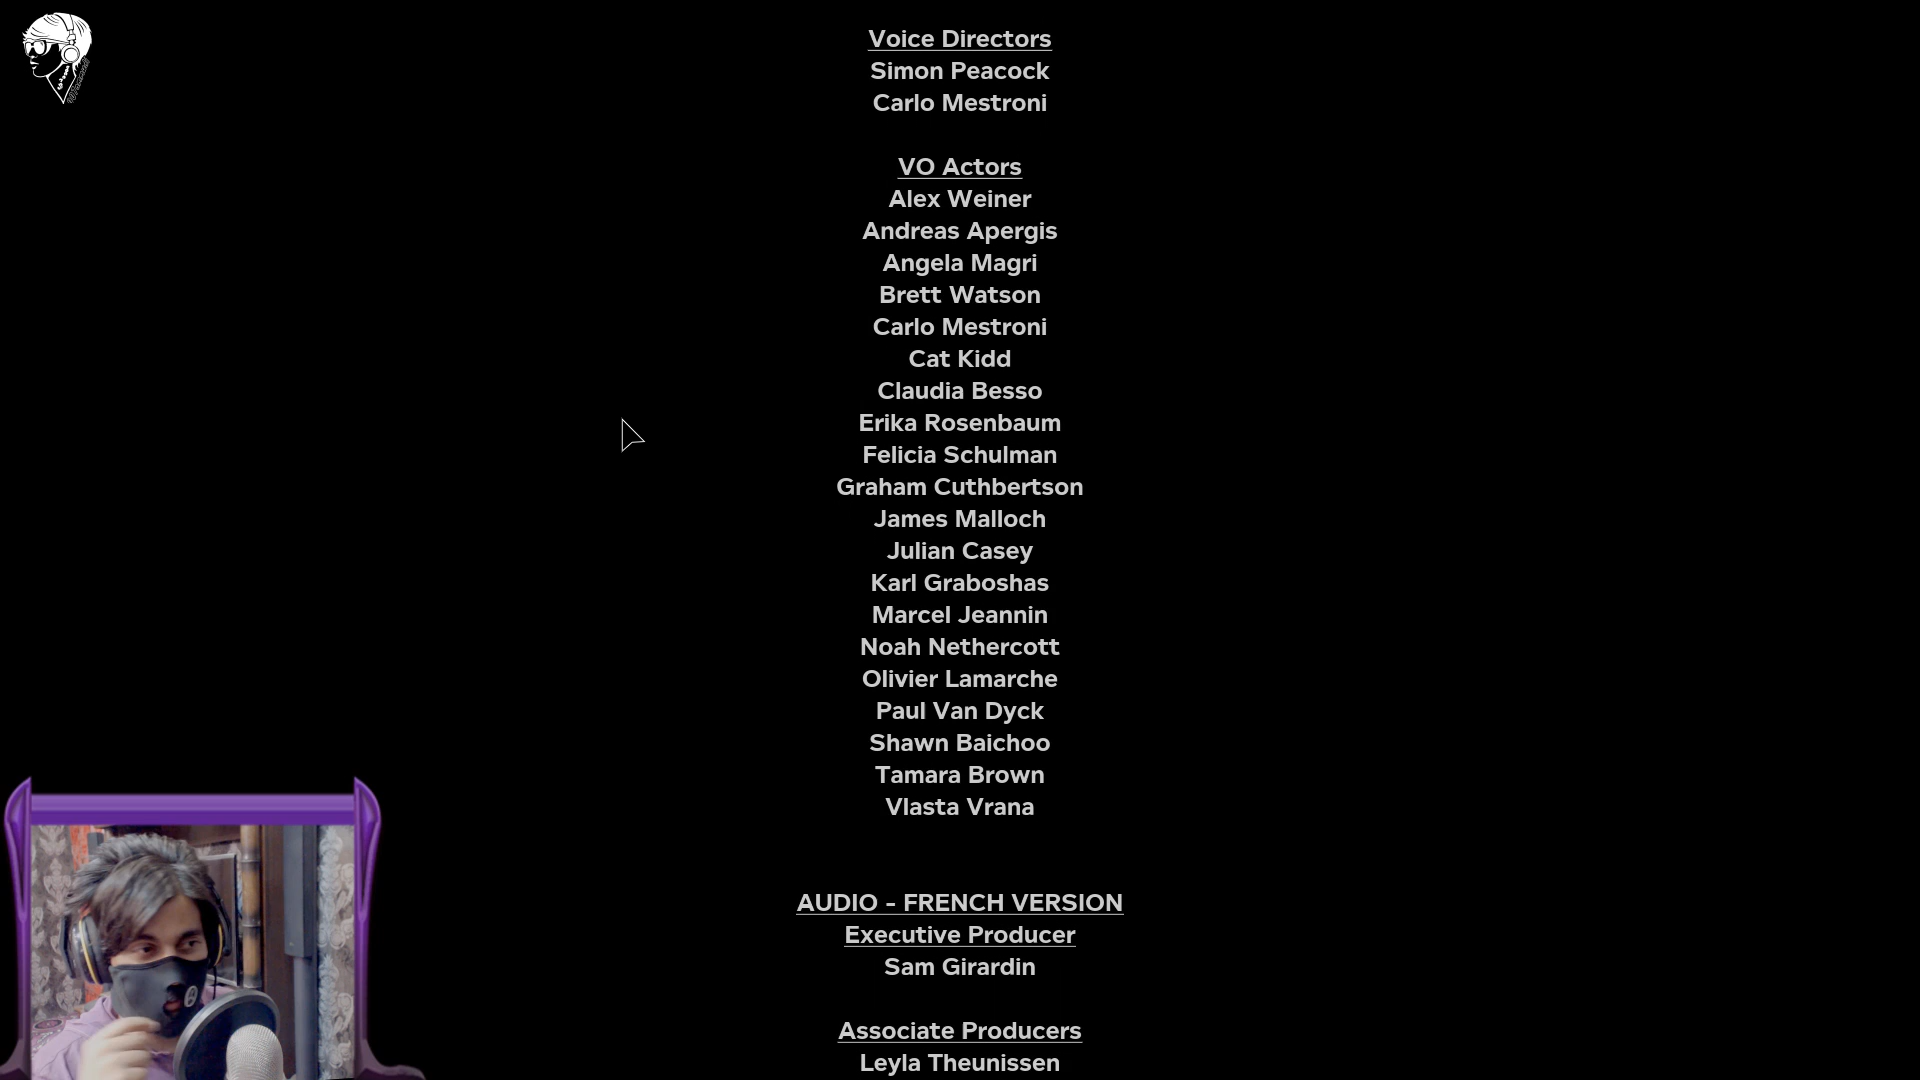 Voice Directors
Simon Peacock
Carlo Mestroni
VO Actors
Alex Weiner
Andreas Apergis
Angela Magri
Brett Watson
Carlo Mestroni
Cat Kidd
Claudia Besso
Erika Rosenbaum
Felicia Schulman
Graham Cuthbertson
James Malloch
Julian Casey
Karl Graboshas
Marcel Jeannin
Noah Nethercott
Olivier Lamarche
Paul Van Dyck
Shawn Baichoo
Tamara Brown
Vlasta Vrana
AUDIO - FRENCH VERSION
Executive Producer
Sam Girardin
Associate Producers
Leyla Theunissen